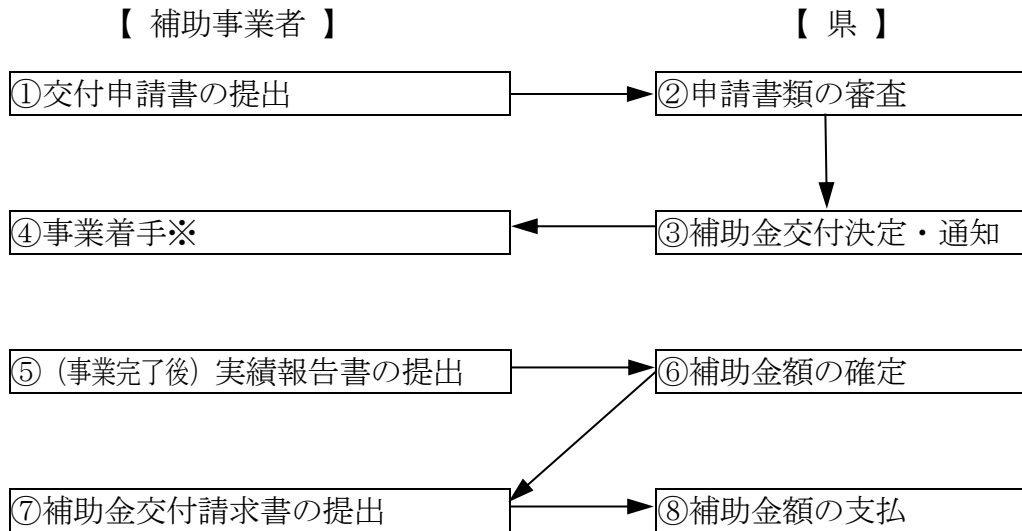 【 補助事業者 】
【 県 】
①交付申請書の提出
②申請書類の審査
④事業着手※
③補助金交付決定・通知
⑤（事業完了後）実績報告書の提出
⑥補助金額の確定
⑦補助金交付請求書の提出
⑧補助金額の支払